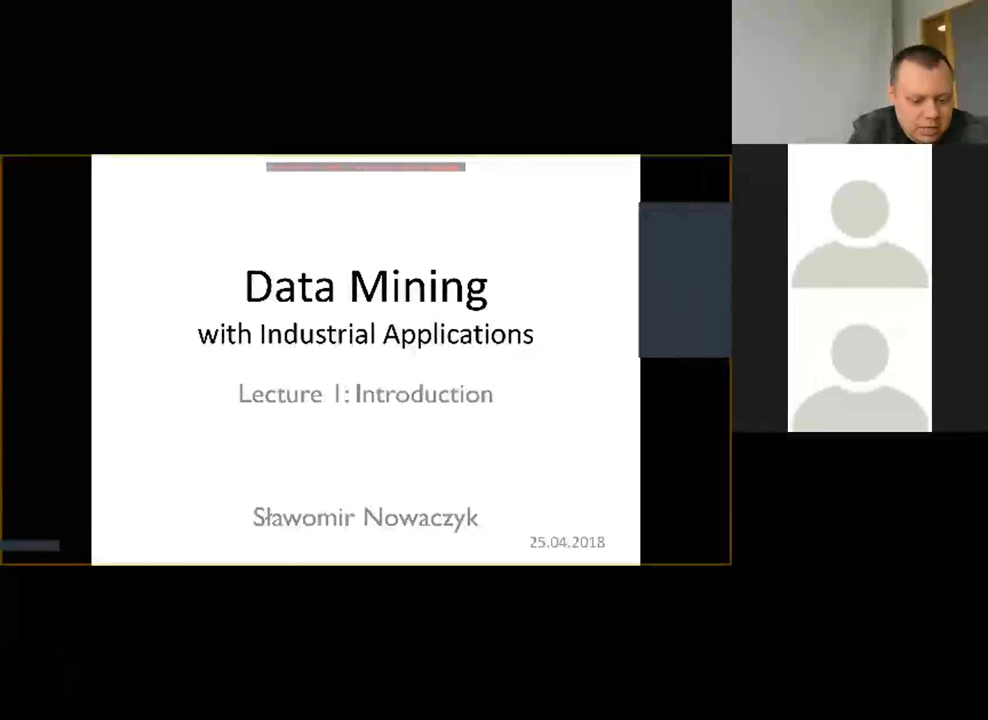 Data Mining
with Industrial Applications
Lecture 1: Introduction
Sławomir Nowaczyk
25.04.2018